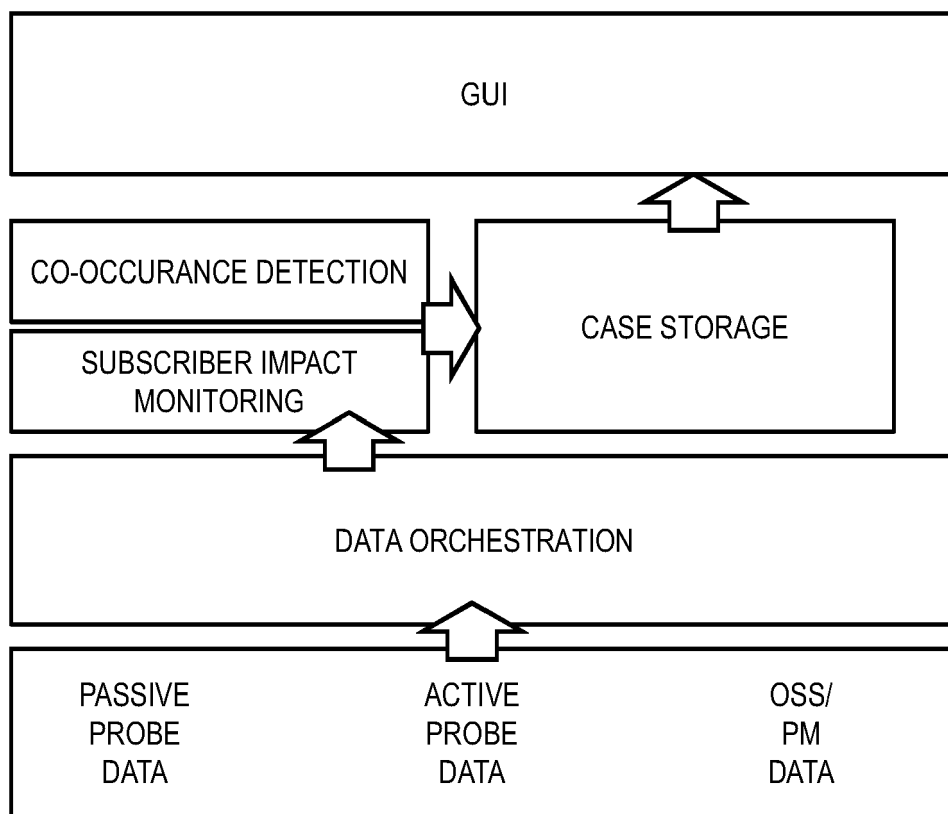 GUI
CO-OCCURANCE DETECTION
SUBSCRIBER IMPACT
MONITORING
CASE STORAGE
DATA ORCHESTRATION
PASSIVE
PROBE
DATA
ACTIVE
PROBE
DATA
OSS/
PM
DATA